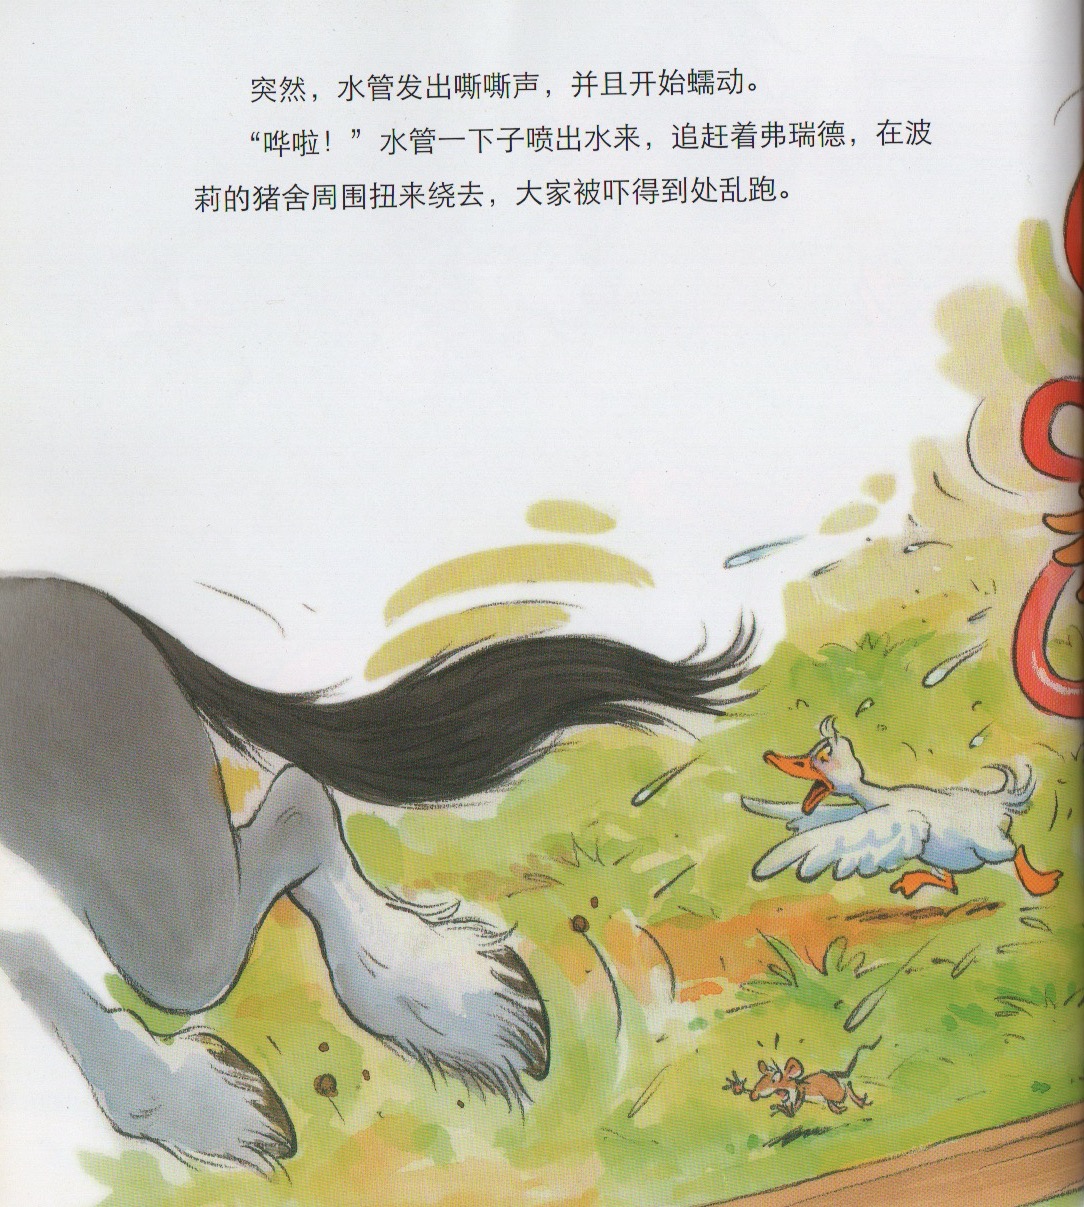 突然，水管发出嘶嘶声，并且开始蠕动。
“哗啦！”水管一下子喷出水来，追赶着弗瑞德，在波
莉的猪舍周围扭来绕去，大家被吓得到处乱跑。